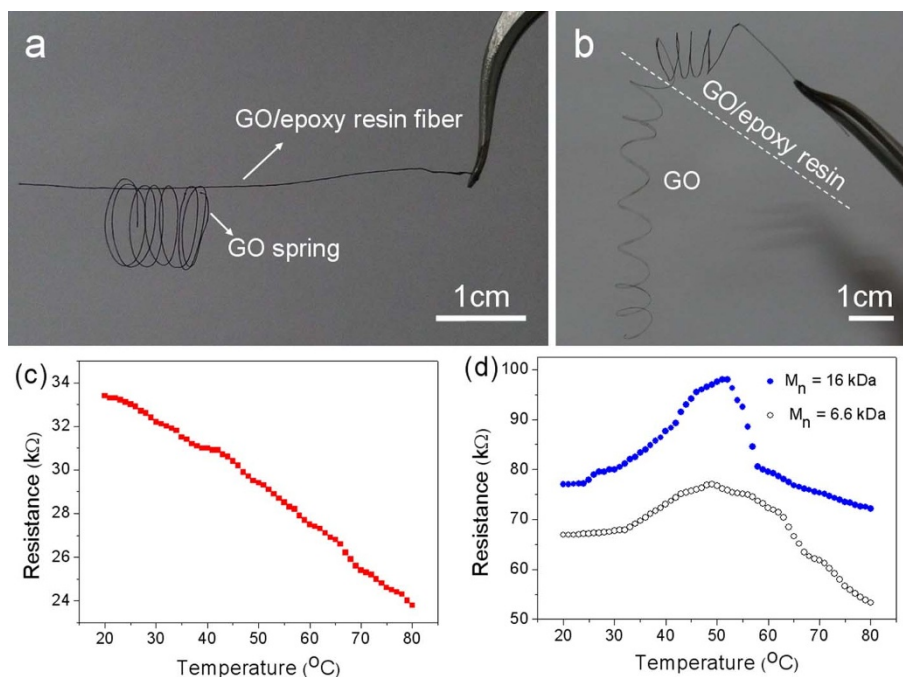 a
GO/epoxy resin fiber
GO spring
1cm
b
GO/epoxy resin
GO
1cm
(c)
34
32
30
28
26
24
Resistance (kΩ)
20 30 40 50 60 70 80
Temperature (°C)
(d)
100
90
80
70
60
50
Resistance (kΩ)
Mn = 16 kDa
Mn = 6.6 kDa
20 30 40 50 60 70 80
Temperature (°C)